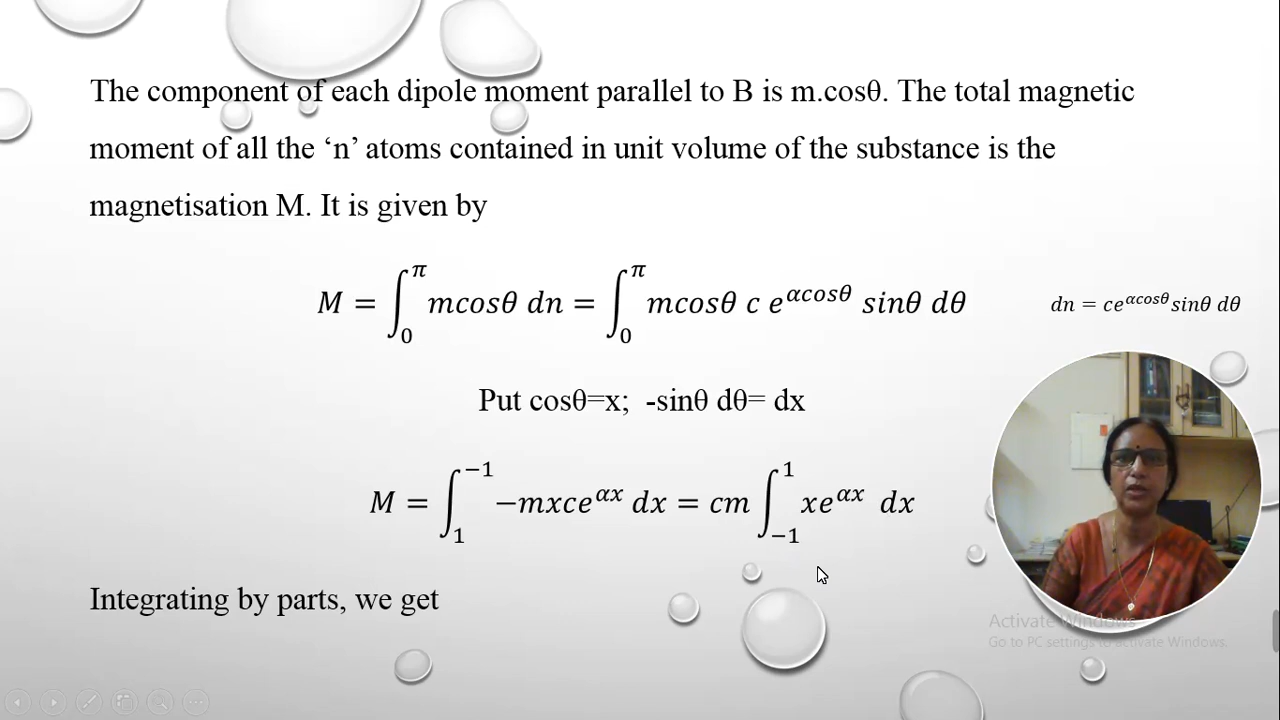 The component of each dipole moment parallel to B is m.cosθ. The total magnetic
moment of all the ‘n’ atoms contained in unit volume of the substance is the
magnetisation M. It is given by
M = ∫₀^π mcosθ dn = ∫₀^π mcosθ c e^{αcosθ} sinθ dθ
dn = ce^{αcosθ}sinθ dθ
Put cosθ=x; -sinθ dθ= dx
M = ∫₁^{−1} −mxce^{αx} dx = cm ∫₋₁^{1} xe^{αx} dx
Integrating by parts, we get
Activate Windows
Go to PC settings to activate Windows.